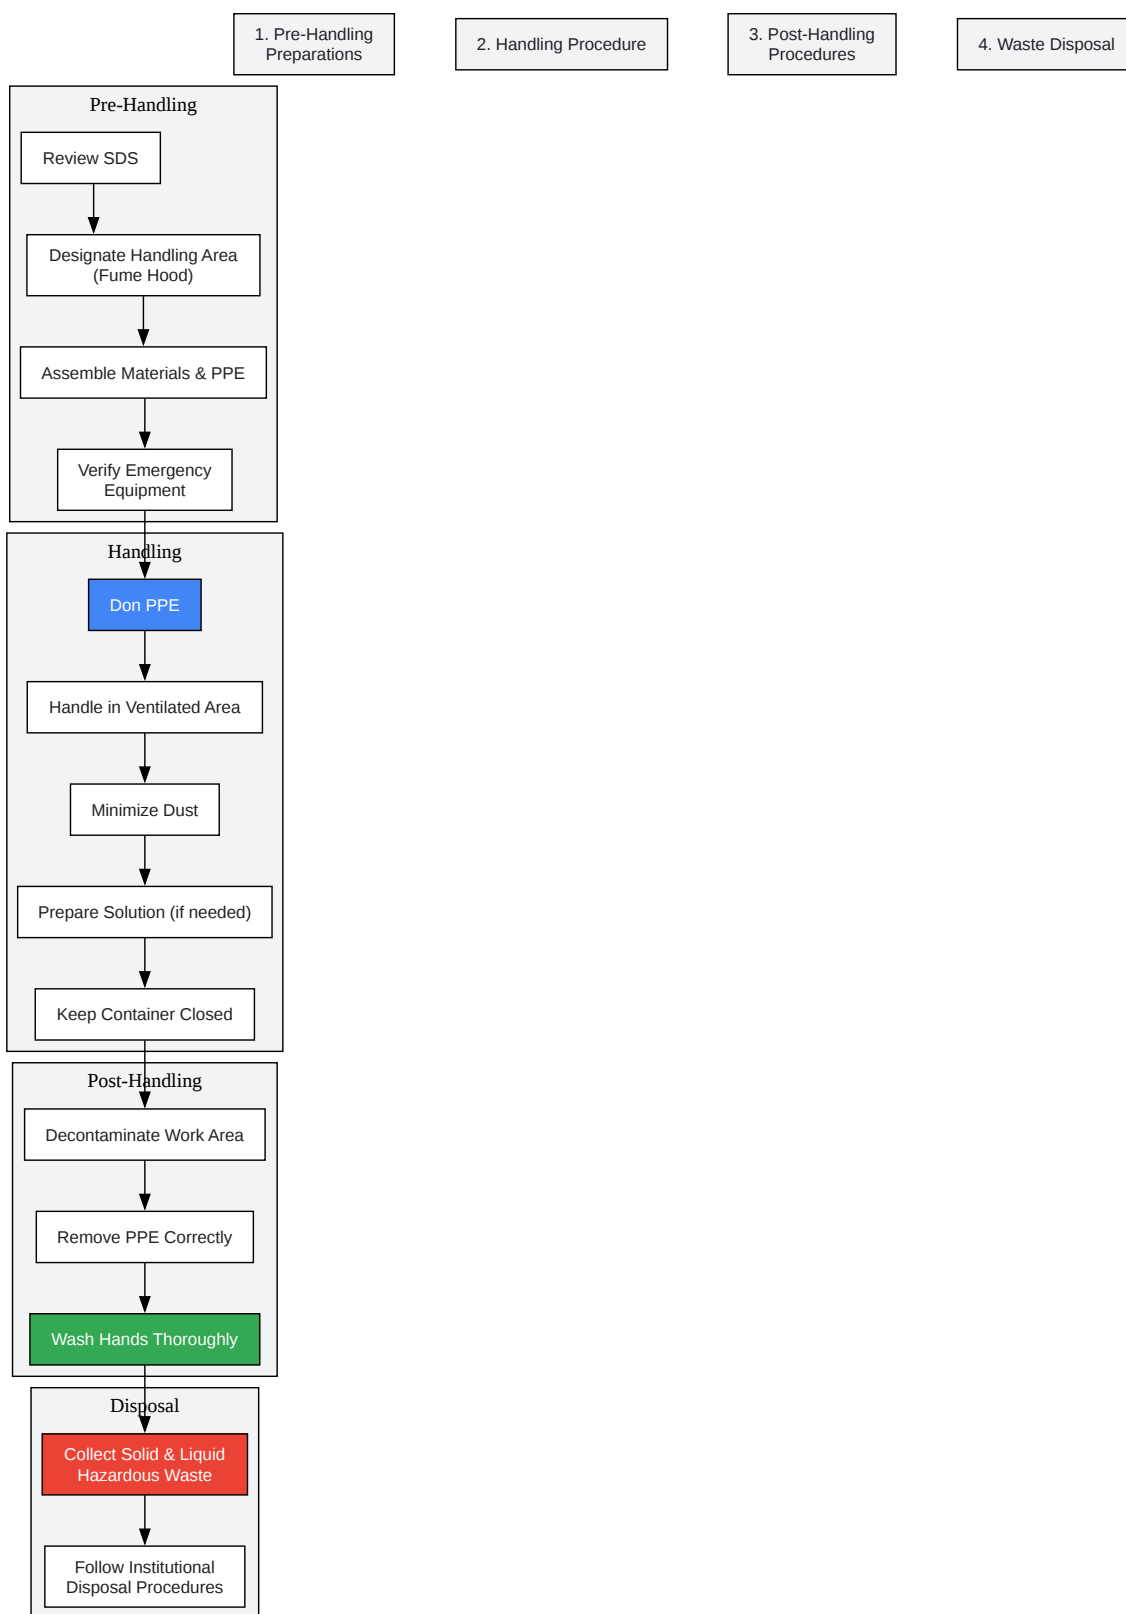 1. Pre-Handling
Preparations
2. Handling Procedure
3. Post-Handling
Procedures
4. Waste Disposal
Pre-Handling
Review SDS
Designate Handling Area
(Fume Hood)
Assemble Materials & PPE
Verify Emergency
Equipment
Handling
Don PPE
Handle in Ventilated Area
Minimize Dust
Prepare Solution (if needed)
Keep Container Closed
Post-Handling
Decontaminate Work Area
Remove PPE Correctly
Wash Hands Thoroughly
Disposal
Collect Solid & Liquid
Hazardous Waste
Follow Institutional
Disposal Procedures